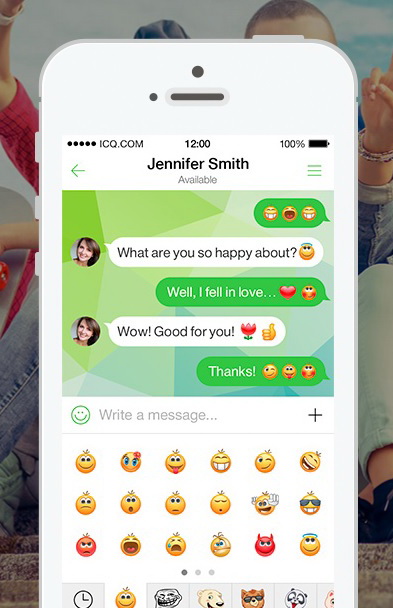 ICQ.COM 12:00 100%
Jennifer Smith
Available
What are you so happy about?
Well, I fell in love...
Wow! Good for you!
Thanks!
Write a message...